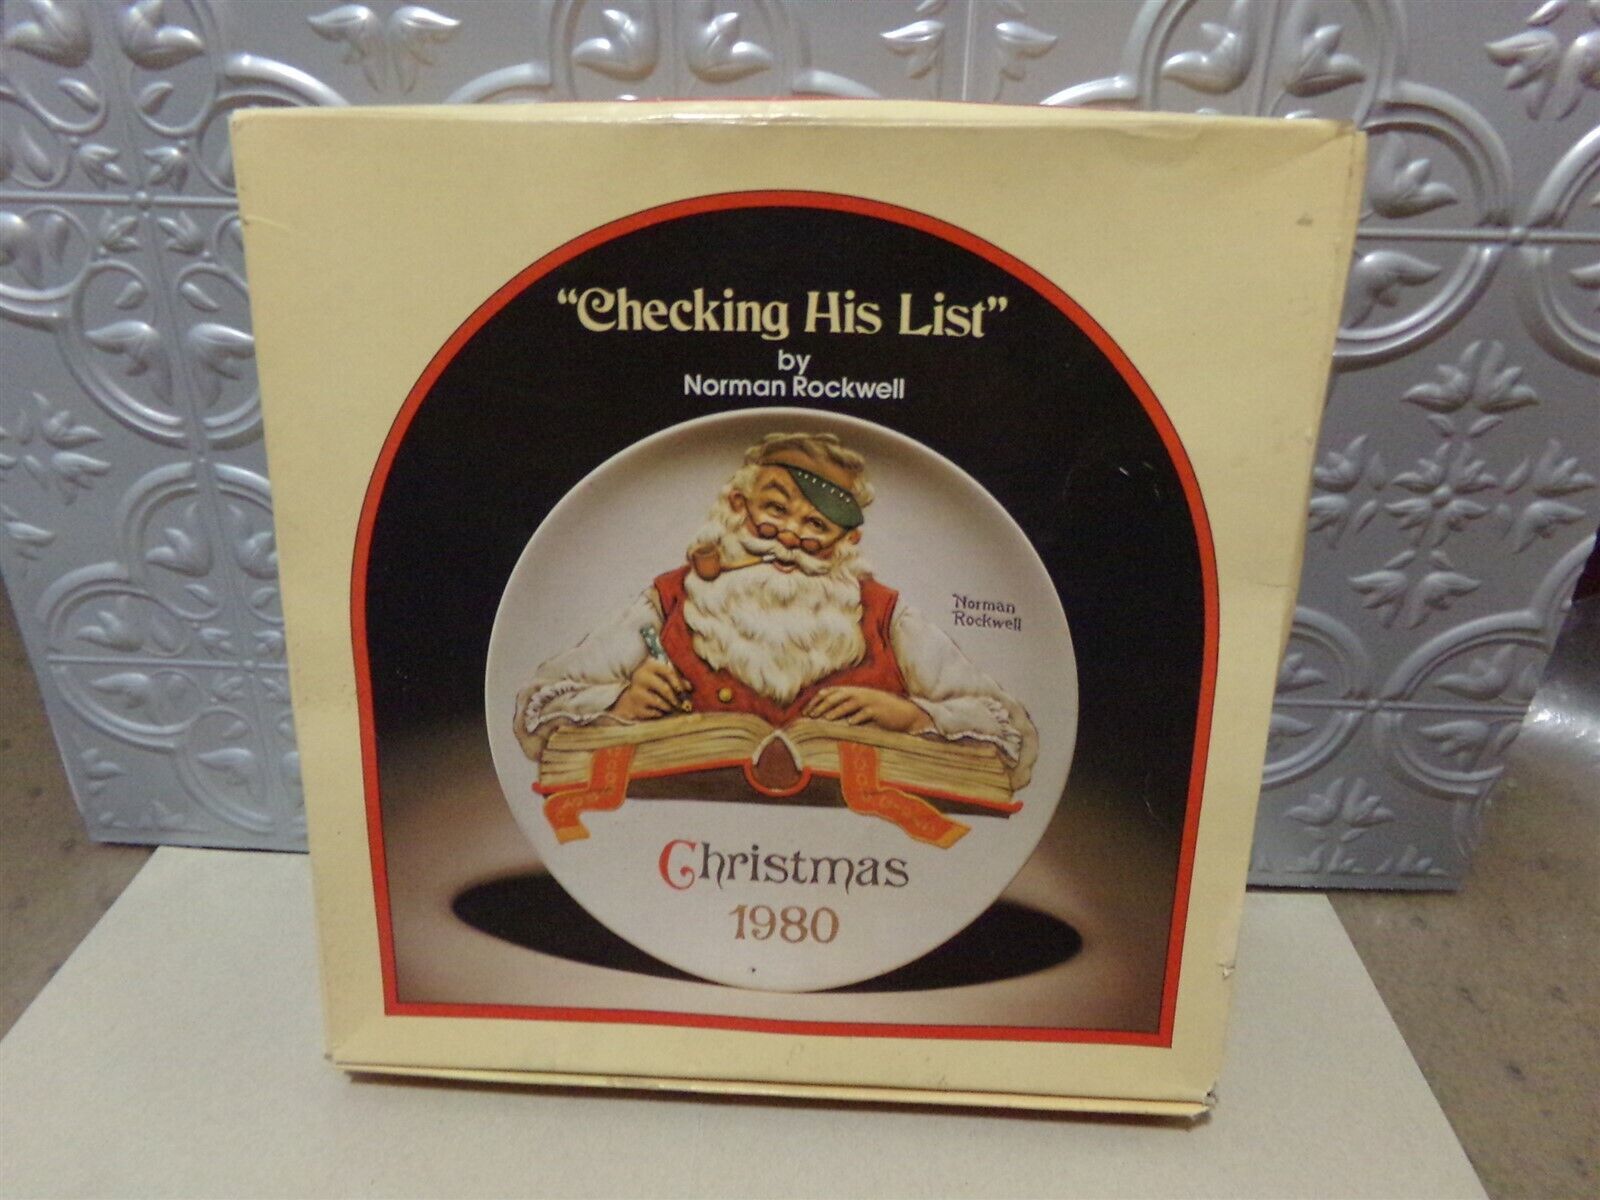 “Checking His List”
by
Norman Rockwell
Norman
Rockwell
Christmas
1980